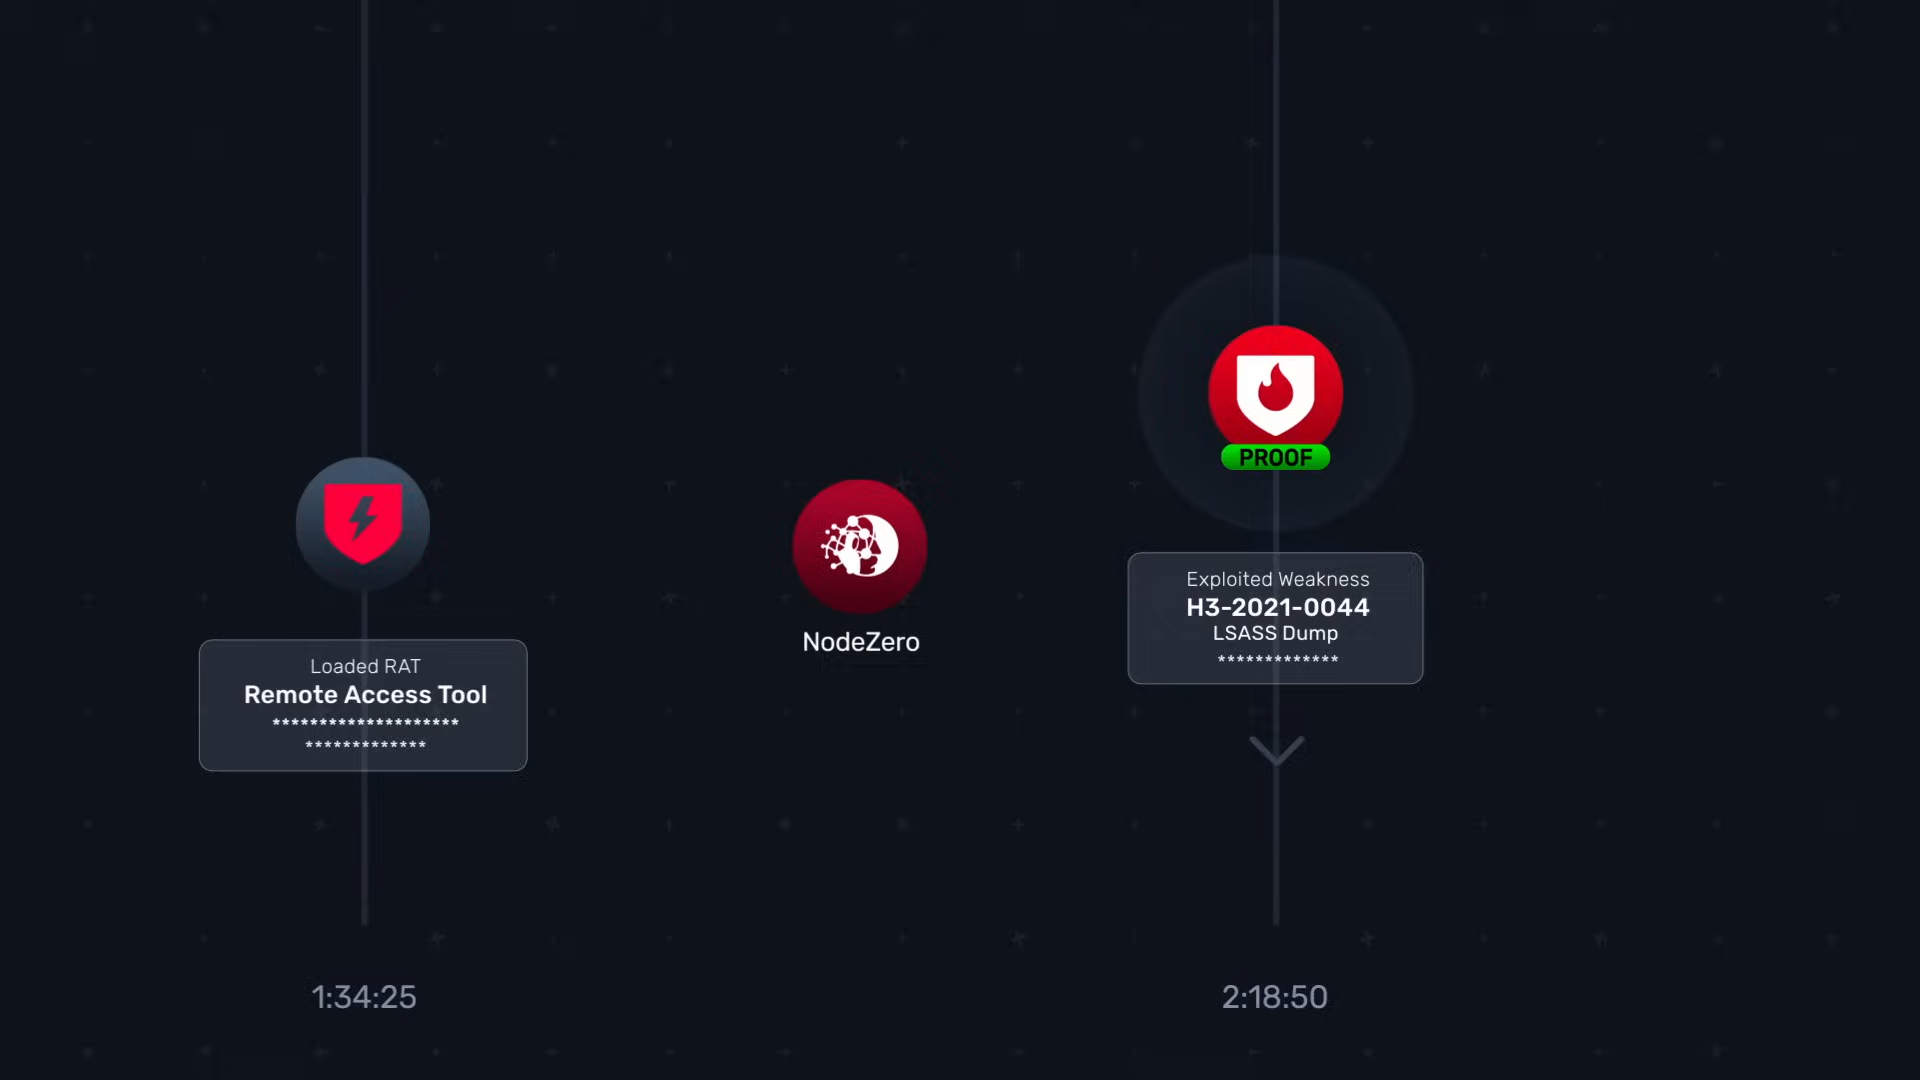 Loaded RAT
Remote Access Tool
********************
*************
1:34:25
NodeZero
PROOF
Exploited Weakness
H3-2021-0044
LSASS Dump
*************
2:18:50